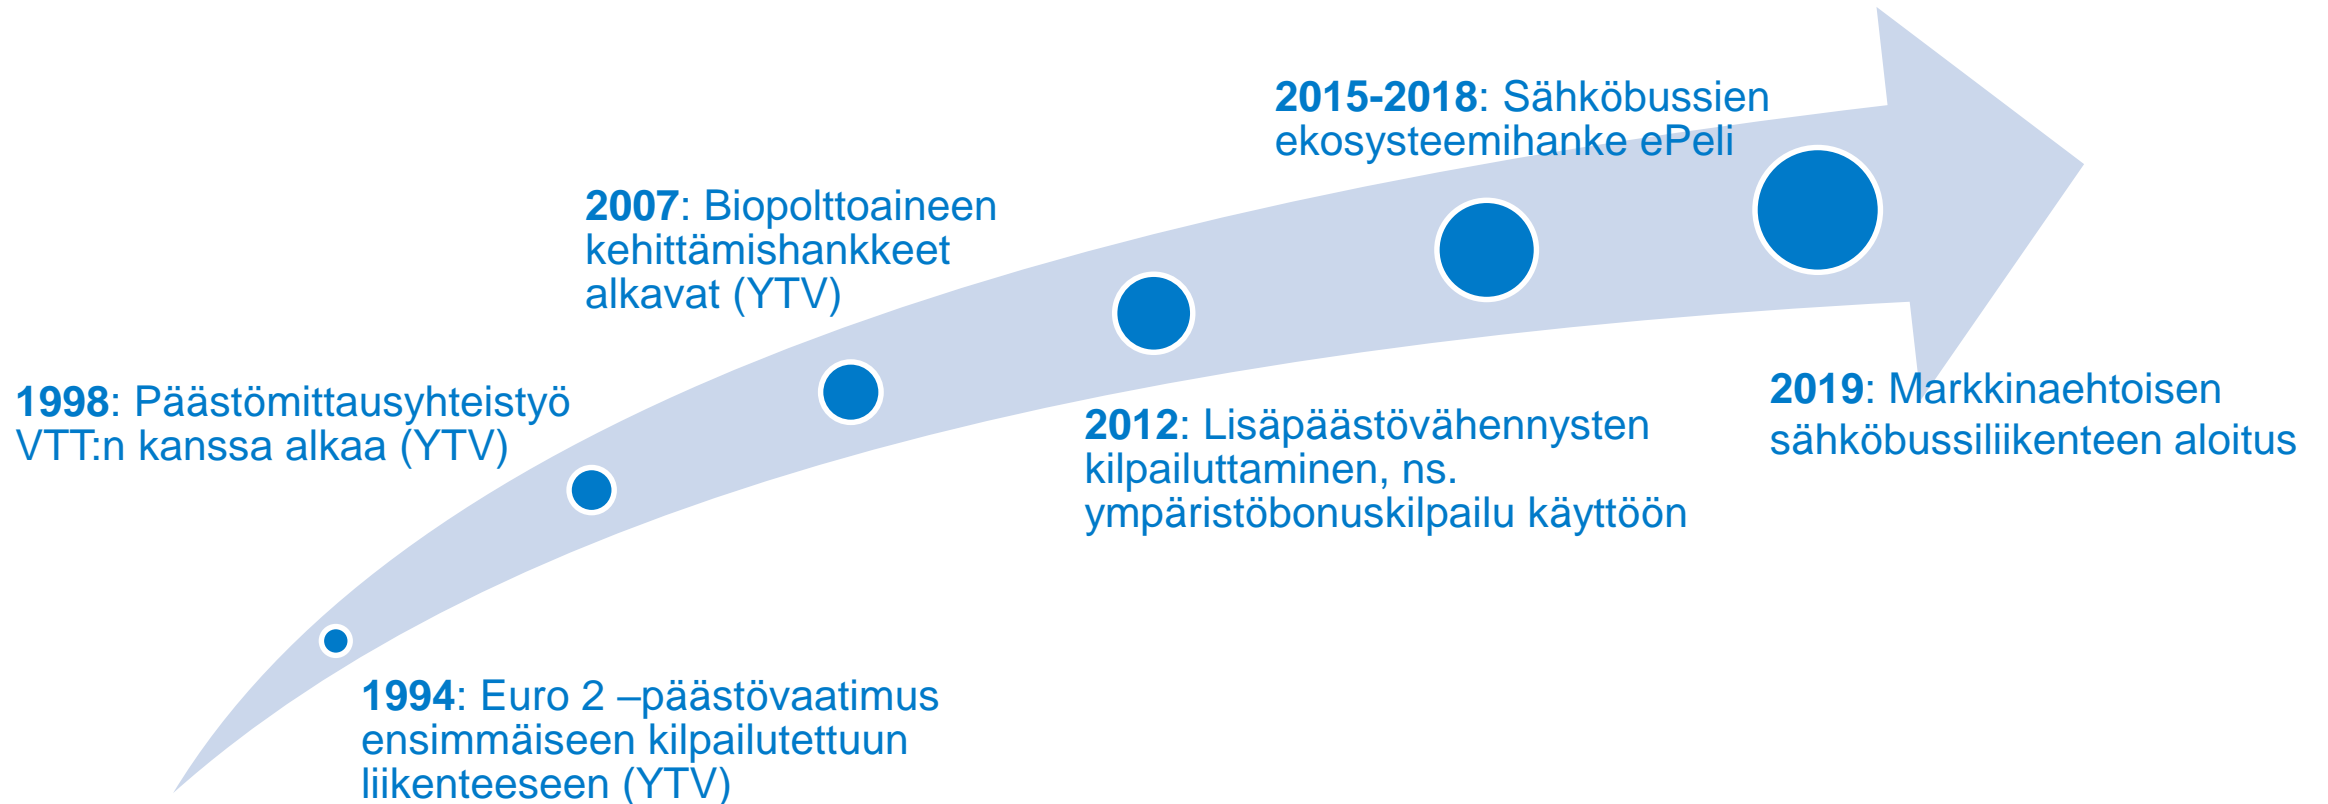 1994: Euro 2 –päästövaatimus
ensimmäiseen kilpailutettuun
liikenteeseen (YTV)
1998: Päästömittausyhteistyö
VTT:n kanssa alkaa (YTV)
2007: Biopolttoaineen
kehittämishankkeet
alkavat (YTV)
2012: Lisäpäästövähennysten
kilpailuttaminen, ns.
ympäristöbonuskilpailu käyttöön
2015-2018: Sähköbussien
ekosysteemihanke ePeli
2019: Markkinaehtoisen
sähköbussiliikenteen aloitus